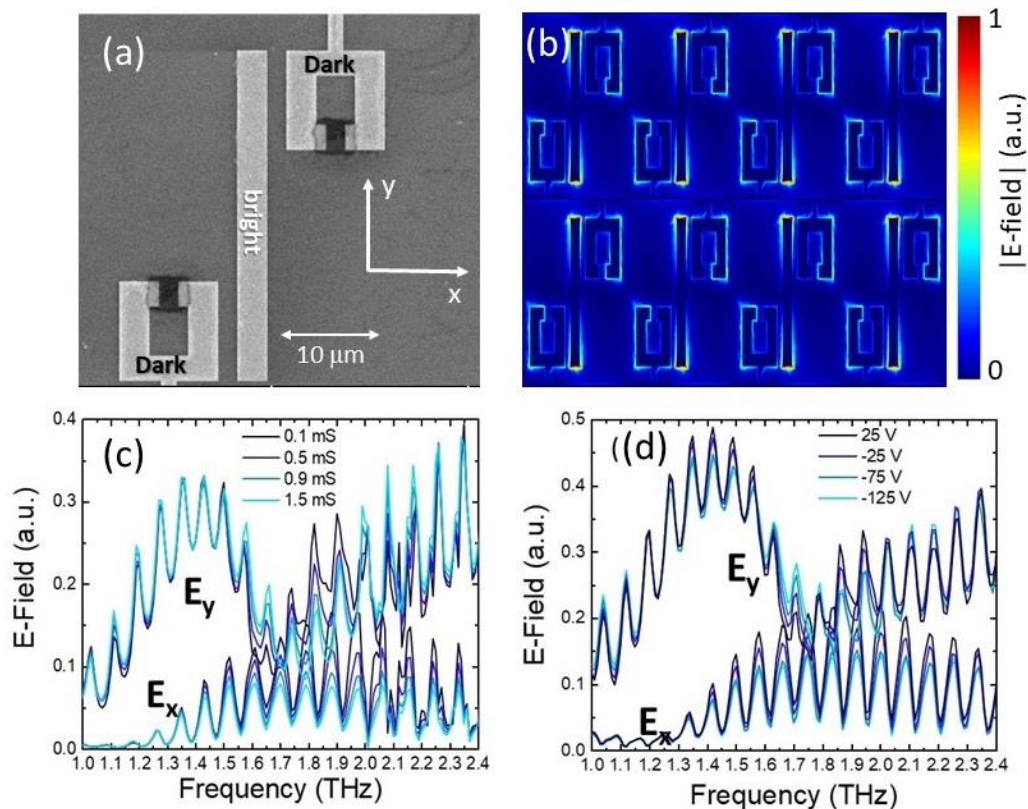 (a)
Dark
bright
y
x
10 μm
Dark
(b)
1
0
|E-field| (a.u.)
(c)
0.1 mS
0.5 mS
0.9 mS
1.5 mS
Ey
Ex
E-Field (a.u.)
0.4
0.3
0.2
0.1
0.0
1.0 1.1 1.2 1.3 1.4 1.5 1.6 1.7 1.8 1.9 2.0 2.1 2.2 2.3 2.4
Frequency (THz)
(d)
25 V
-25 V
-75 V
-125 V
Ey
Ex
E-Field (a.u.)
0.5
0.4
0.3
0.2
0.1
0.0
1.0 1.1 1.2 1.3 1.4 1.5 1.6 1.7 1.8 1.9 2.0 2.1 2.2 2.3 2.4
Frequency (THz)